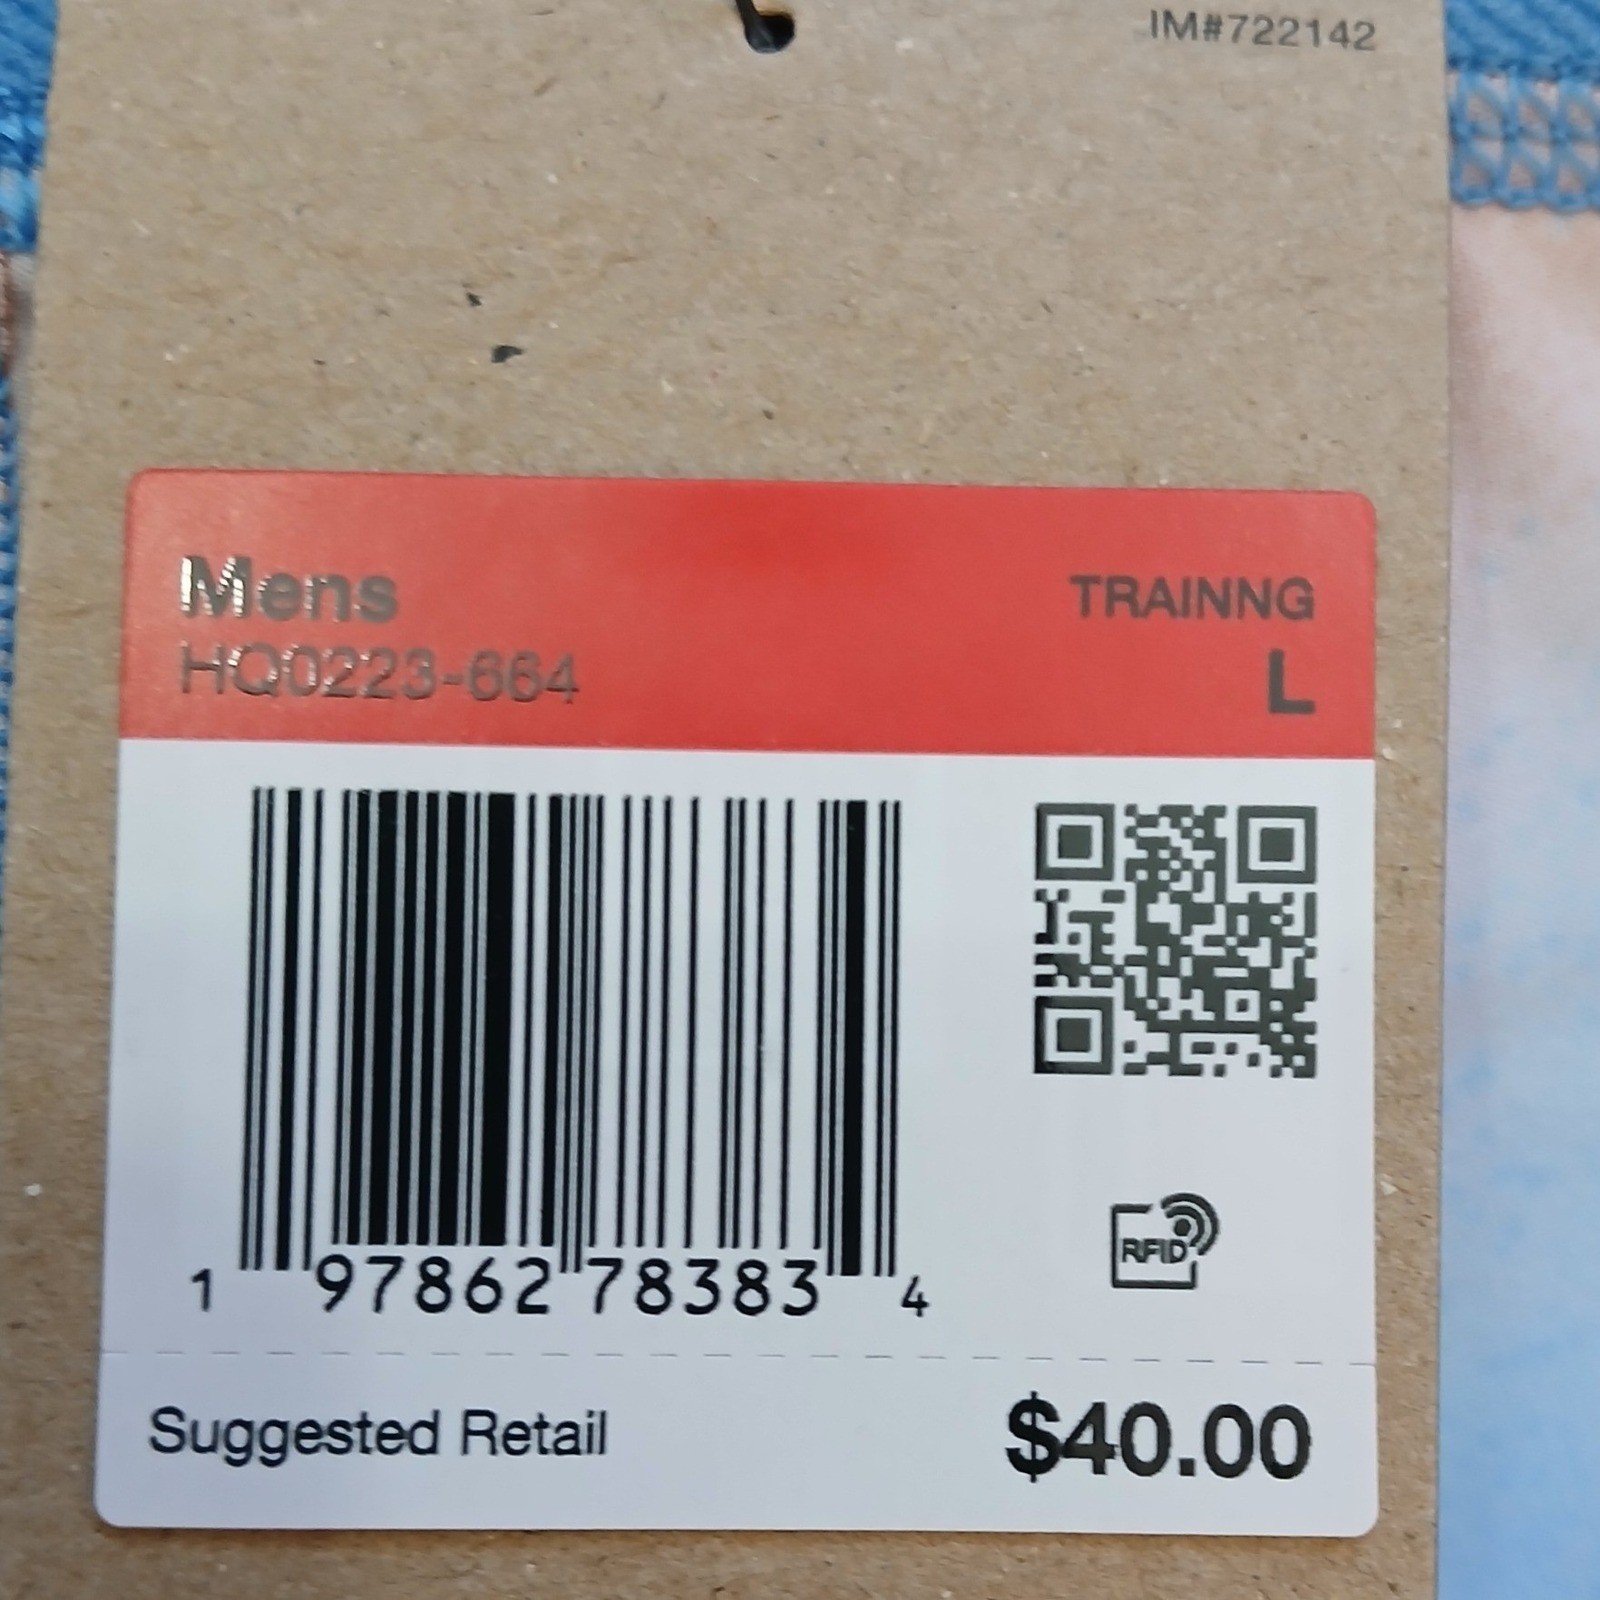 IM#722142
Mens
TRAINNG
HQ0223-664
L
RFID
1 97862 78383 4
Suggested Retail
$40.00